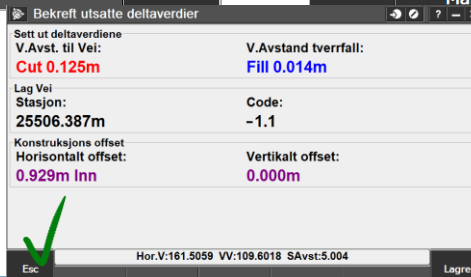 Bekreft utsatte deltaverdier
? –
Sett ut deltaverdiene
V.Avst. til Vei: V.Avstand tverrfall:
Cut 0.125m Fill 0.014m
Lag Vei
Stasjon: Code:
25506.387m -1.1
Konstruksjons offset
Horisontalt offset: Vertikalt offset:
0.929m Inn 0.000m
Hor.V:161.5059 VV:109.6018 SAvst:5.004
Esc Lagre